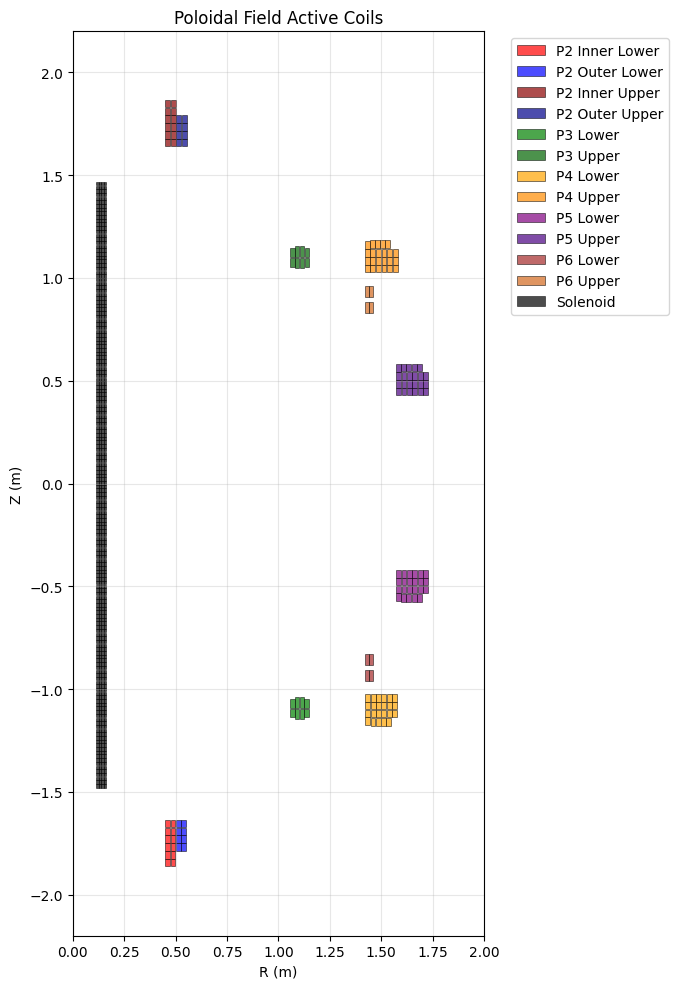 Poloidal Field Active Coils
P2 Inner Lower
P2 Outer Lower
P2 Inner Upper
P2 Outer Upper
P3 Lower
P3 Upper
P4 Lower
P4 Upper
P5 Lower
P5 Upper
P6 Lower
P6 Upper
Solenoid
2.0
1.5
1.0
0.5
0.0
−0.5
−1.0
−1.5
−2.0
Z (m)
0.00 0.25 0.50 0.75 1.00 1.25 1.50 1.75 2.00
R (m)